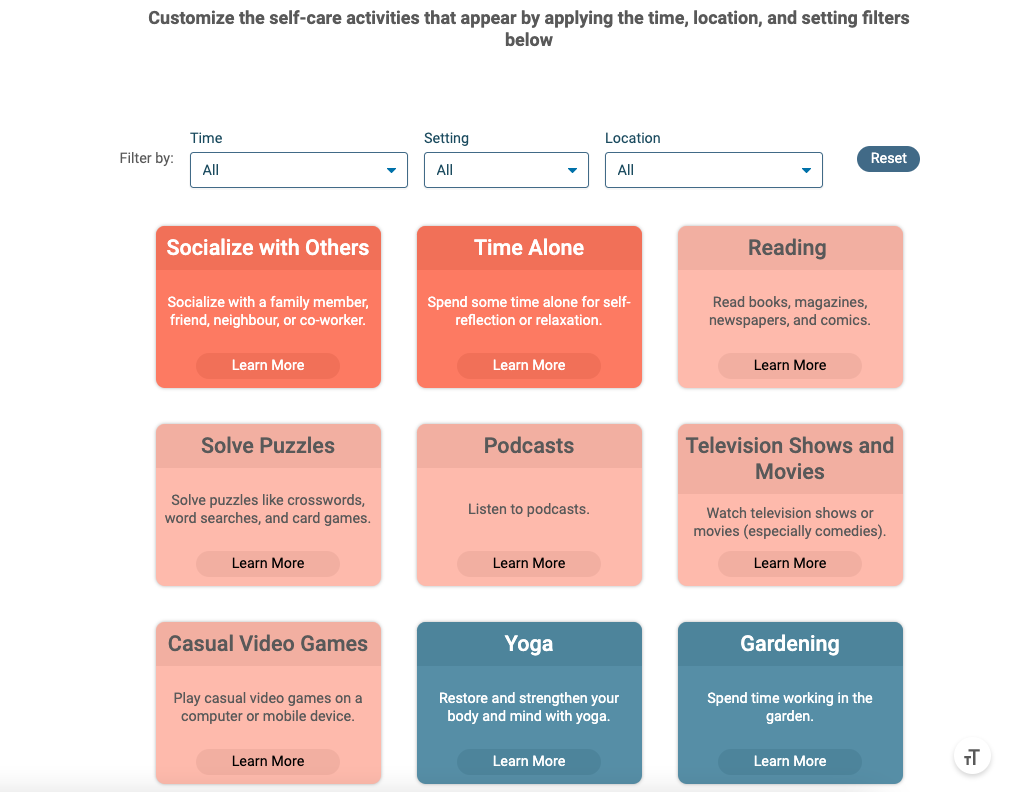 Customize the self-care activities that appear by applying the time, location, and setting filters
below
Time
Setting
Location
Filter by:
All
All
All
Reset
Socialize with Others
Socialize with a family member,
friend, neighbour, or co-worker.
Learn More
Time Alone
Spend some time alone for self-
reflection or relaxation.
Learn More
Reading
Read books, magazines,
newspapers, and comics.
Learn More
Solve Puzzles
Solve puzzles like crosswords,
word searches, and card games.
Learn More
Podcasts
Listen to podcasts.
Learn More
Television Shows and
Movies
Watch television shows or
movies (especially comedies).
Learn More
Casual Video Games
Play casual video games on a
computer or mobile device.
Learn More
Yoga
Restore and strengthen your
body and mind with yoga.
Learn More
Gardening
Spend time working in the
garden.
Learn More
TT